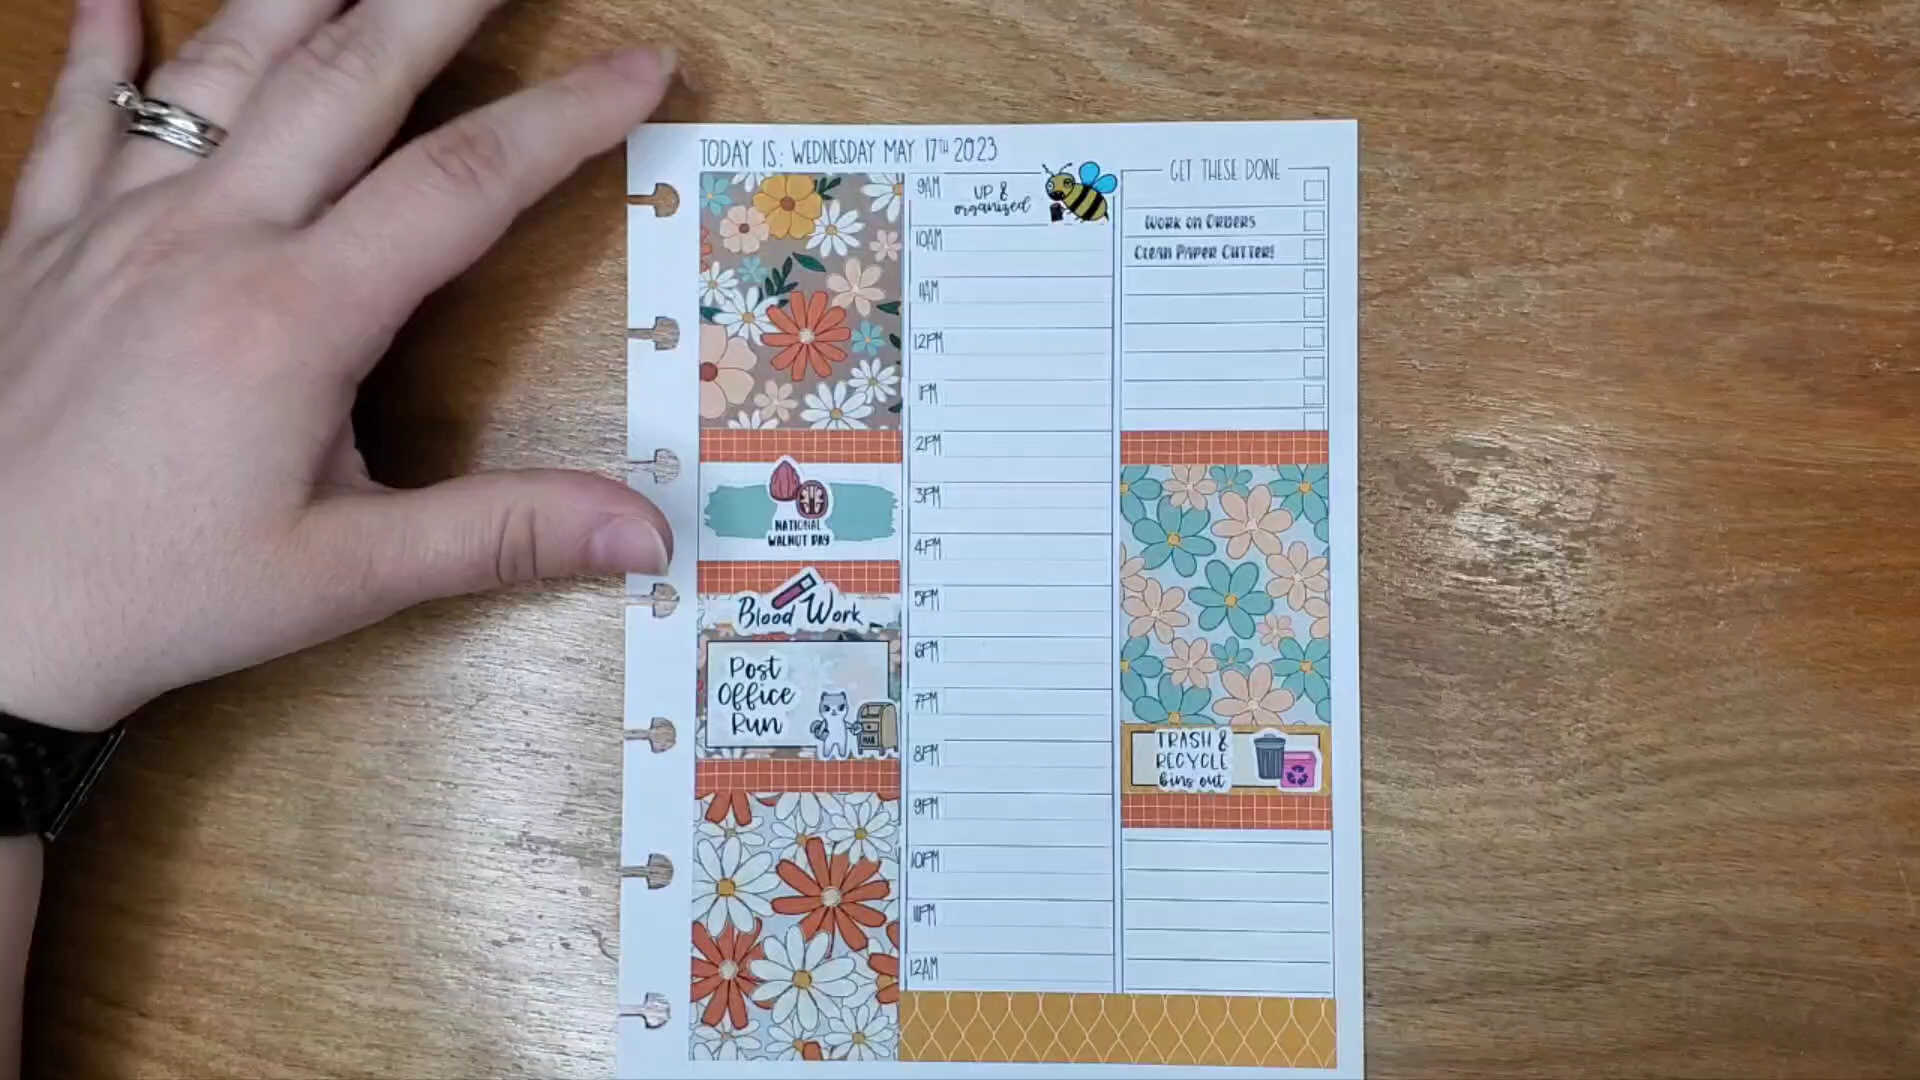 TODAY IS: WEDNESDAY MAY 17TH 2023
NATIONAL
WALNUT DAY
Blood Work
Post
Office
Run
MAIL
9AM
UP &
organized
10AM
11AM
12PM
1PM
2PM
3PM
4PM
5PM
6PM
7PM
8PM
9PM
10PM
11PM
12AM
GET THESE DONE
WORK ON ORDERS
CLEAN PAPER CUTTER!
TRASH &
RECYCLE
bins out